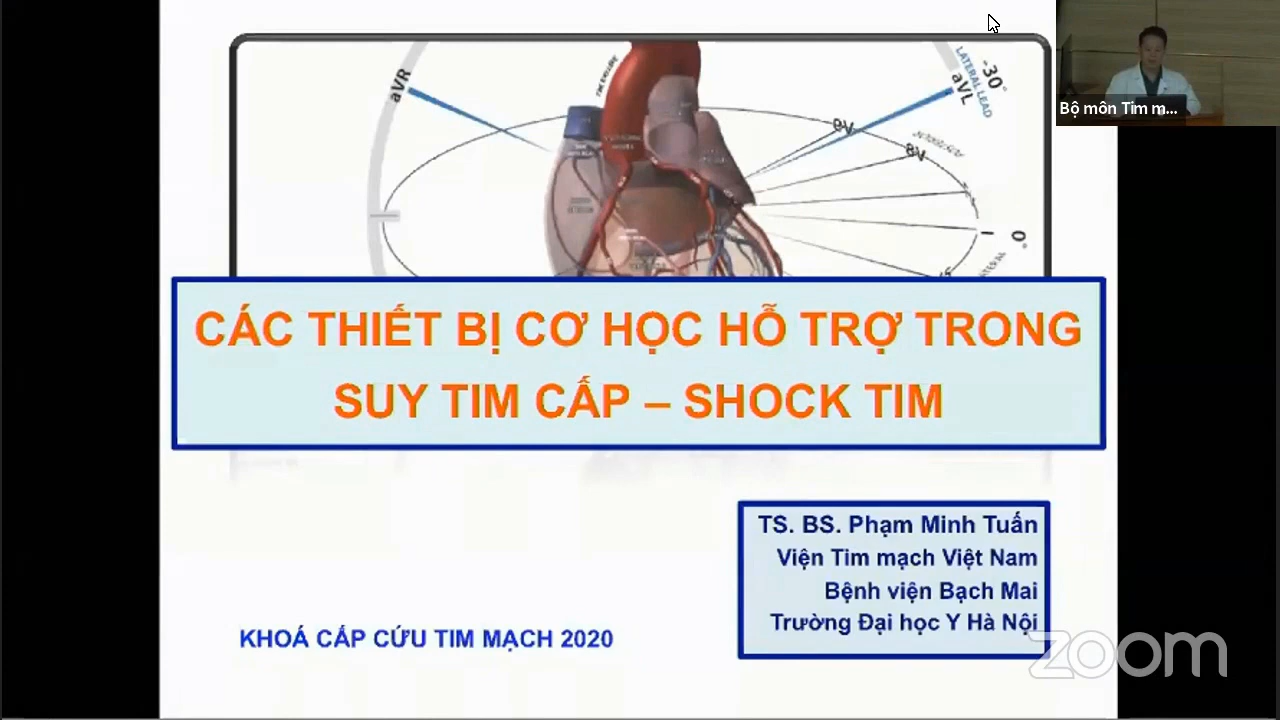 aVR
-30°
aVL
LATERAL LEAD
Bộ môn Tim m...
0°
CÁC THIẾT BỊ CƠ HỌC HỖ TRỢ TRONG
SUY TIM CẤP – SHOCK TIM
TS. BS. Phạm Minh Tuấn
Viện Tim mạch Việt Nam
Bệnh viện Bạch Mai
Trường Đại học Y Hà Nội
KHOÁ CẤP CỨU TIM MẠCH 2020
zoom